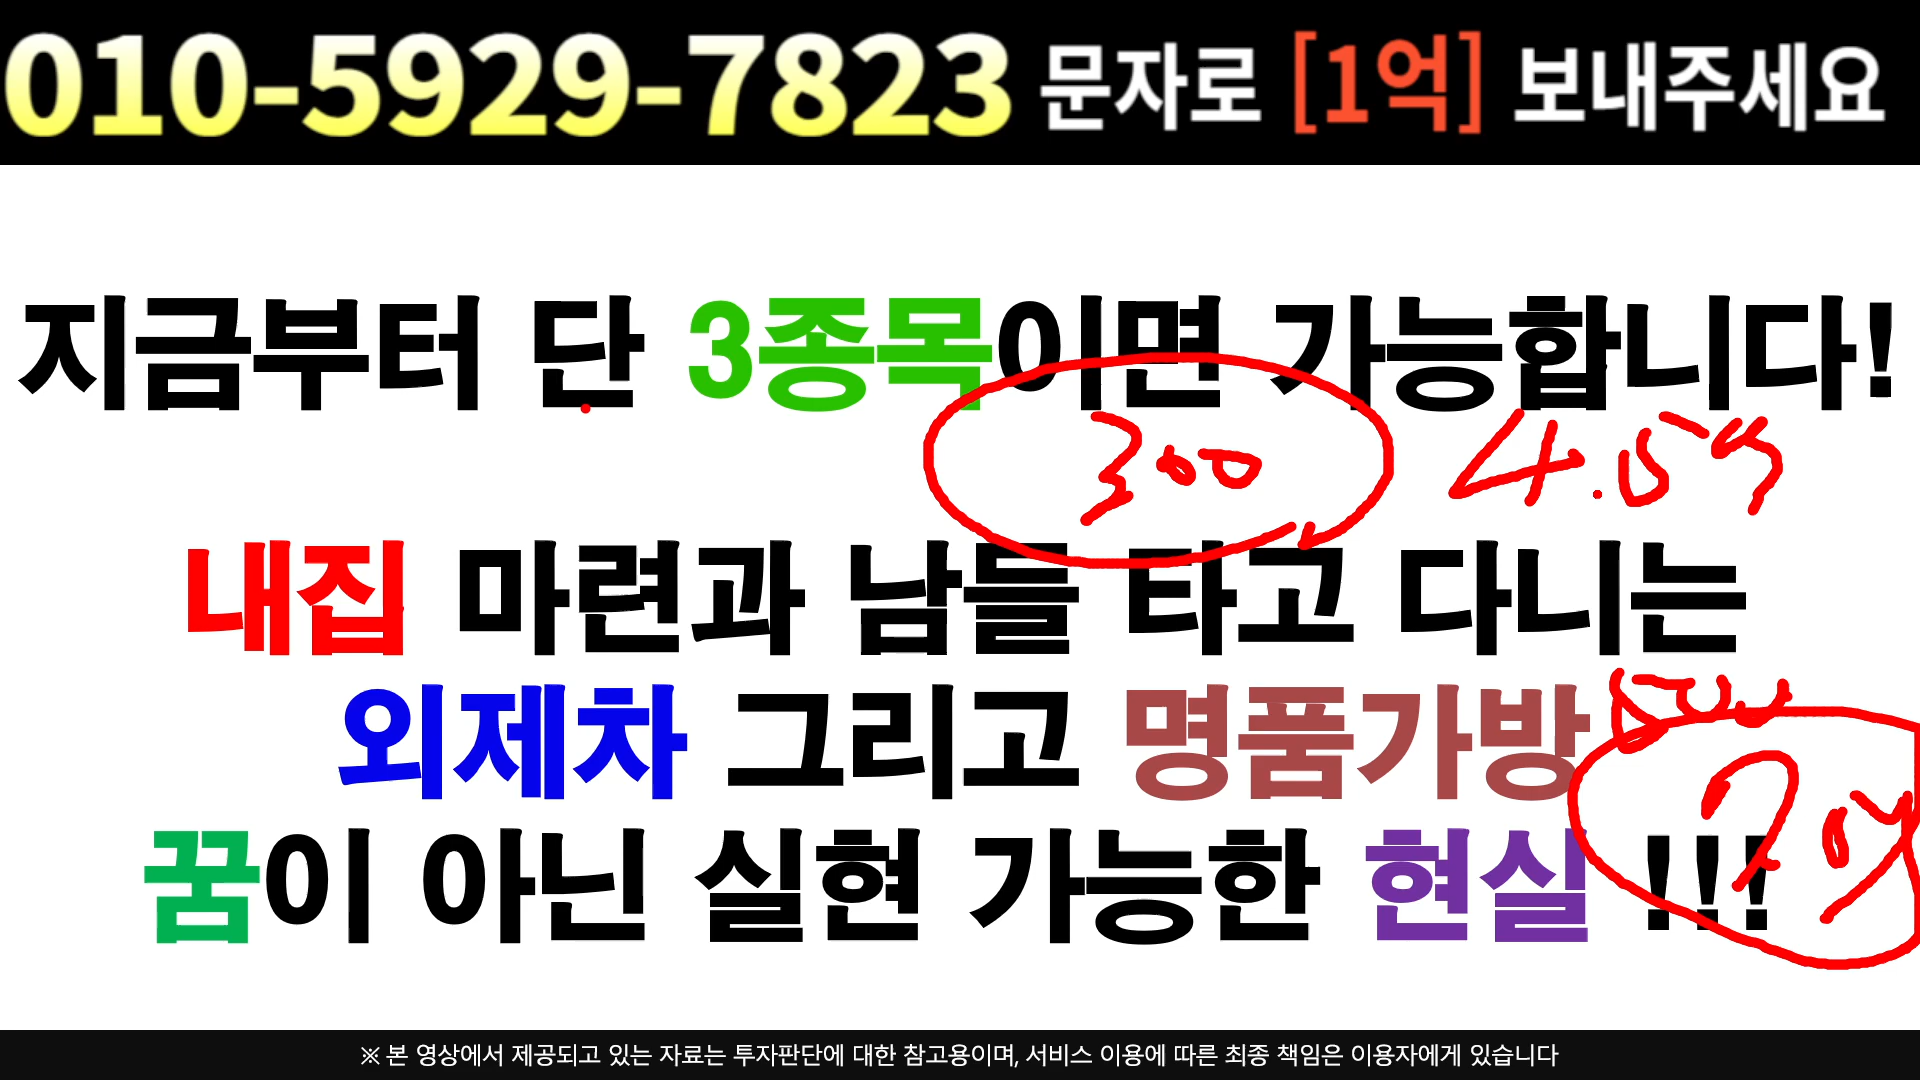 010-5929-7823 문자로 [1억] 보내주세요
지금부터 단 3종목이면 가능합니다!
300
내집 마련과 남들 타고 다니는
외제차 그리고 명품가방
꿈이 아닌 실현 가능한 현실 !!!
※ 본 영상에서 제공되고 있는 자료는 투자판단에 대한 참고용이며, 서비스 이용에 따른 최종 책임은 이용자에게 있습니다